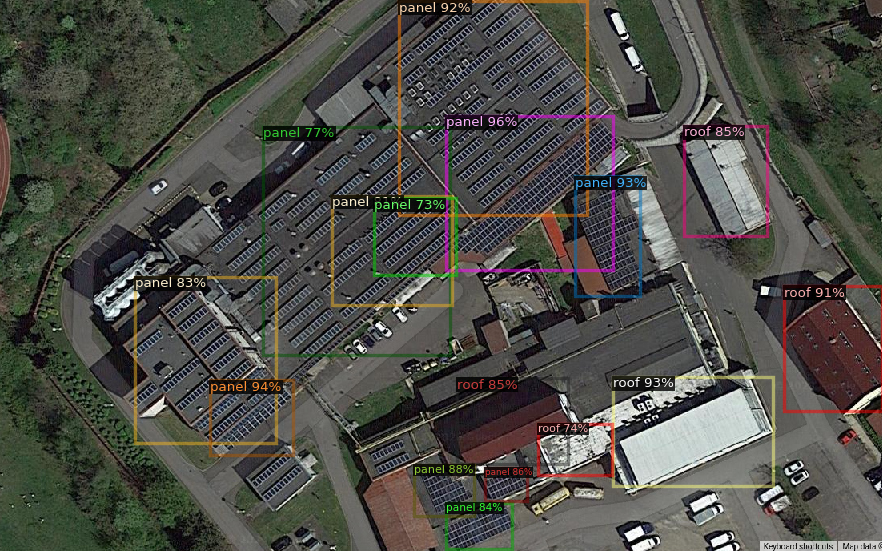 panel 92%
panel 96%
panel 77%
roof 85%
panel 93%
panel
panel 73%
panel 83%
roof 91%
panel 94%
roof 85%
roof 93%
roof 74%
panel 88%
panel 86%
panel 84%
Keyboard shortcuts
Map data ©